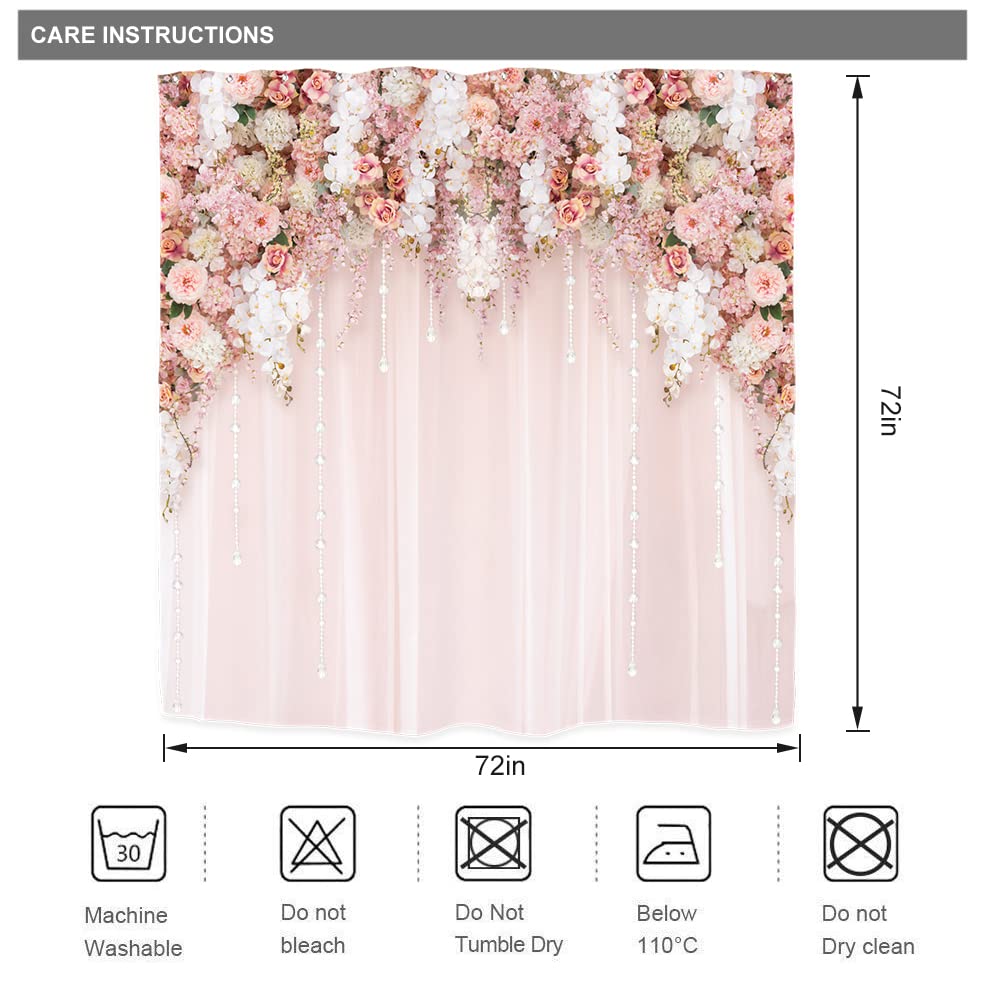 CARE INSTRUCTIONS
72in
72in
30
Machine
Washable
Do not
bleach
Do Not
Tumble Dry
Below
110°C
Do not
Dry clean